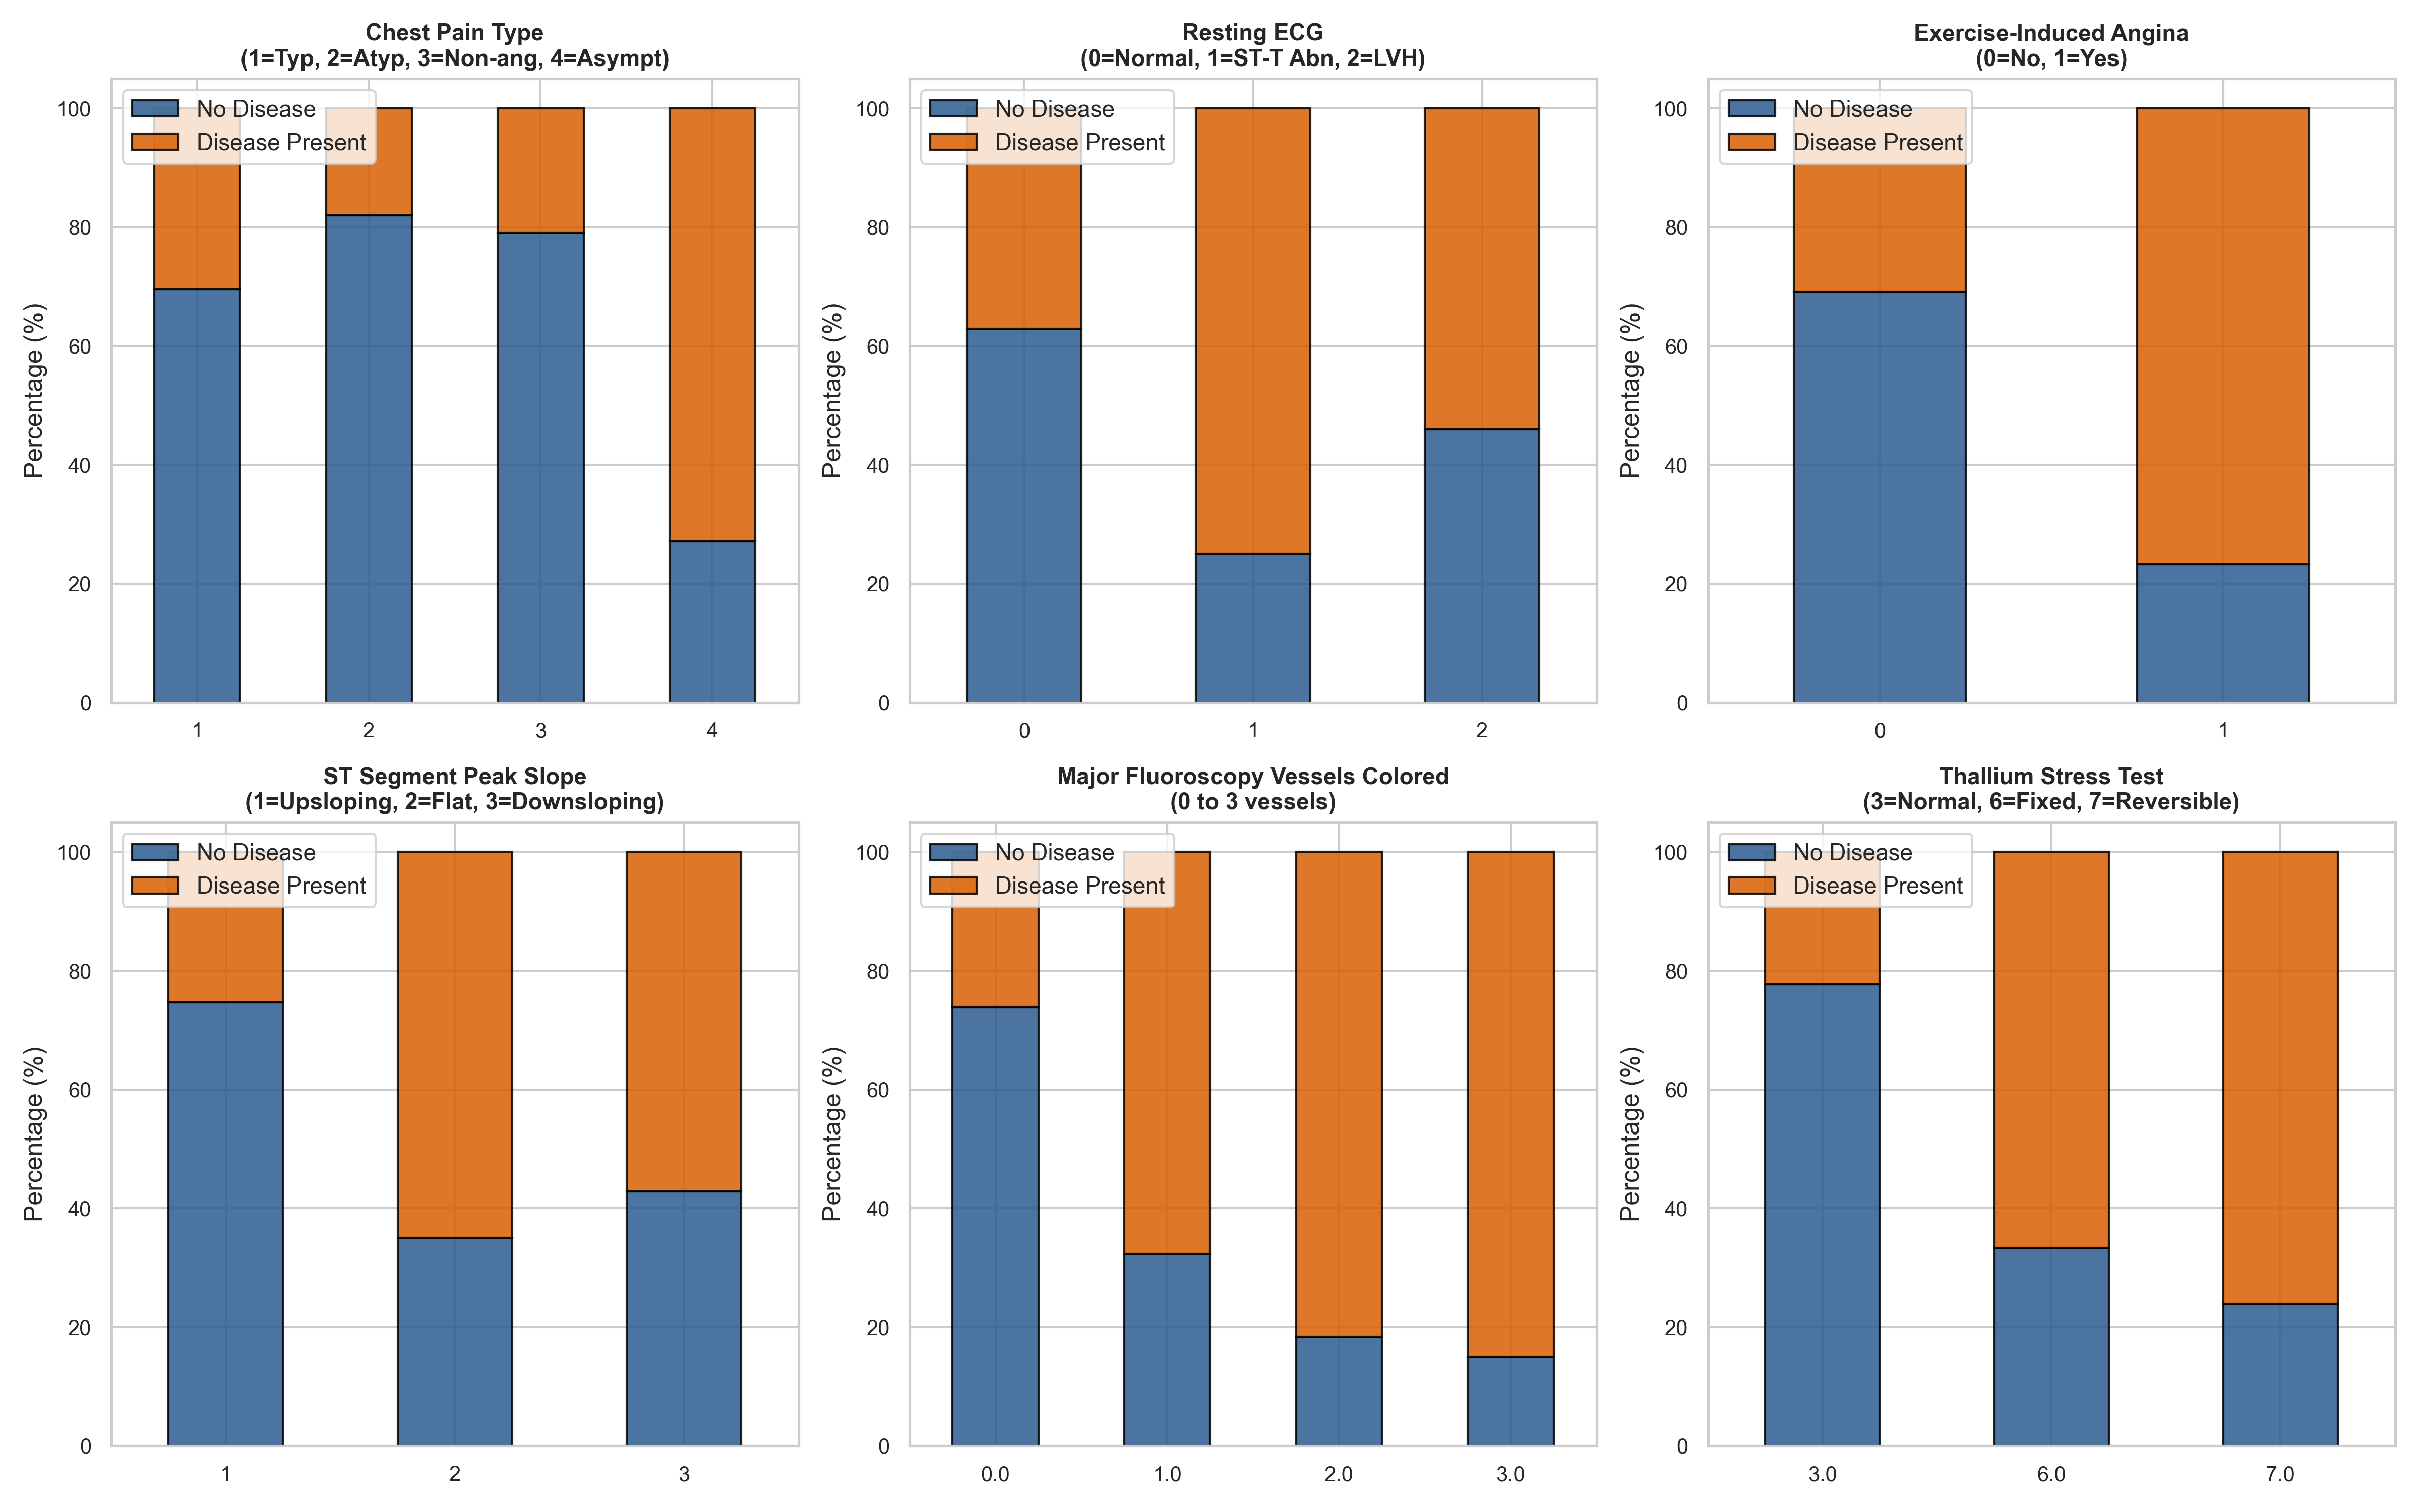 Chest Pain Type
(1=Typ, 2=Atyp, 3=Non-ang, 4=Asympt)
No Disease
Disease Present
Percentage (%)
100
80
60
40
20
0
1 2 3 4
Resting ECG
(0=Normal, 1=ST-T Abn, 2=LVH)
No Disease
Disease Present
Percentage (%)
100
80
60
40
20
0
0 1 2
Exercise-Induced Angina
(0=No, 1=Yes)
No Disease
Disease Present
Percentage (%)
100
80
60
40
20
0
0 1
ST Segment Peak Slope
(1=Upsloping, 2=Flat, 3=Downsloping)
No Disease
Disease Present
Percentage (%)
100
80
60
40
20
0
1 2 3
Major Fluoroscopy Vessels Colored
(0 to 3 vessels)
No Disease
Disease Present
Percentage (%)
100
80
60
40
20
0
0.0 1.0 2.0 3.0
Thallium Stress Test
(3=Normal, 6=Fixed, 7=Reversible)
No Disease
Disease Present
Percentage (%)
100
80
60
40
20
0
3.0 6.0 7.0